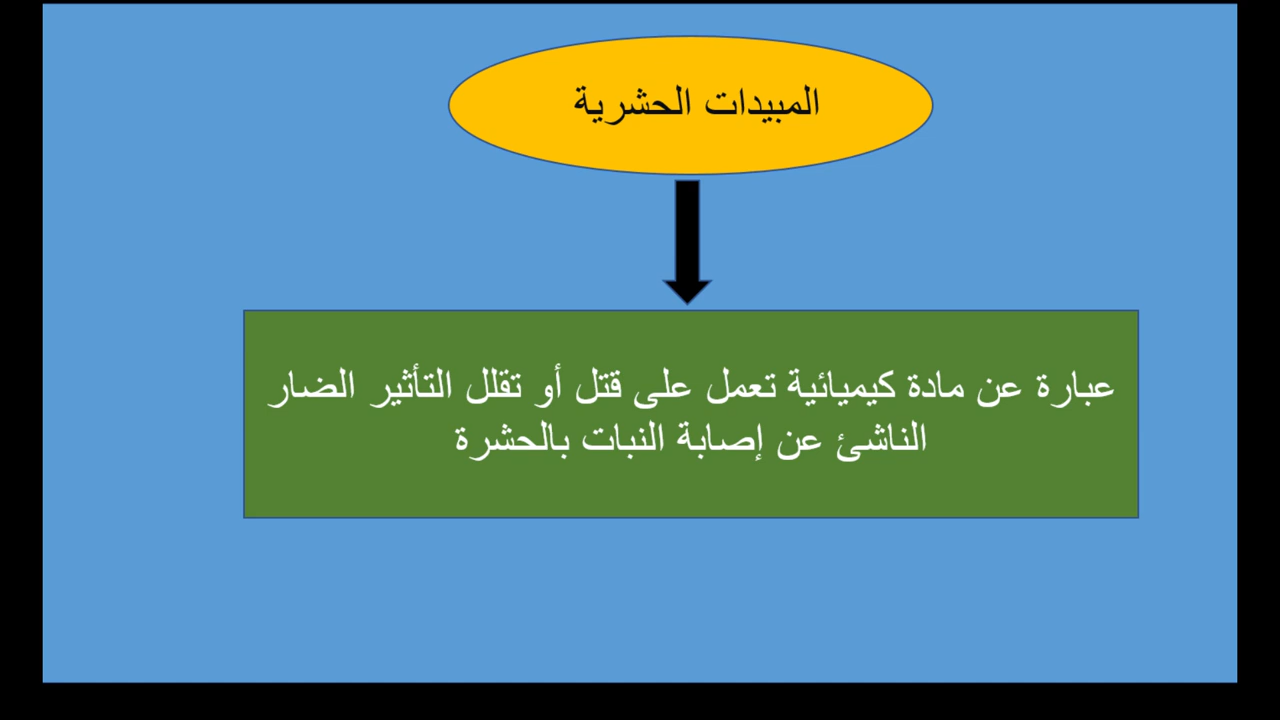 المبيدات الحشرية
عبارة عن مادة كيميائية تعمل على قتل أو تقلل التأثير الضار
الناشئ عن إصابة النبات بالحشرة